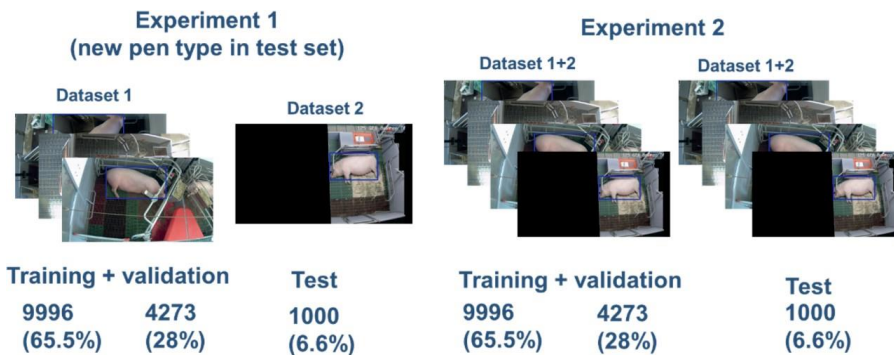 Experiment 1
(new pen type in test set)
Dataset 1
Dataset 2
Training + validation
Test
9996
4273
1000
(65.5%)
(28%)
(6.6%)
Experiment 2
Dataset 1+2
Dataset 1+2
Training + validation
Test
9996
4273
1000
(65.5%)
(28%)
(6.6%)